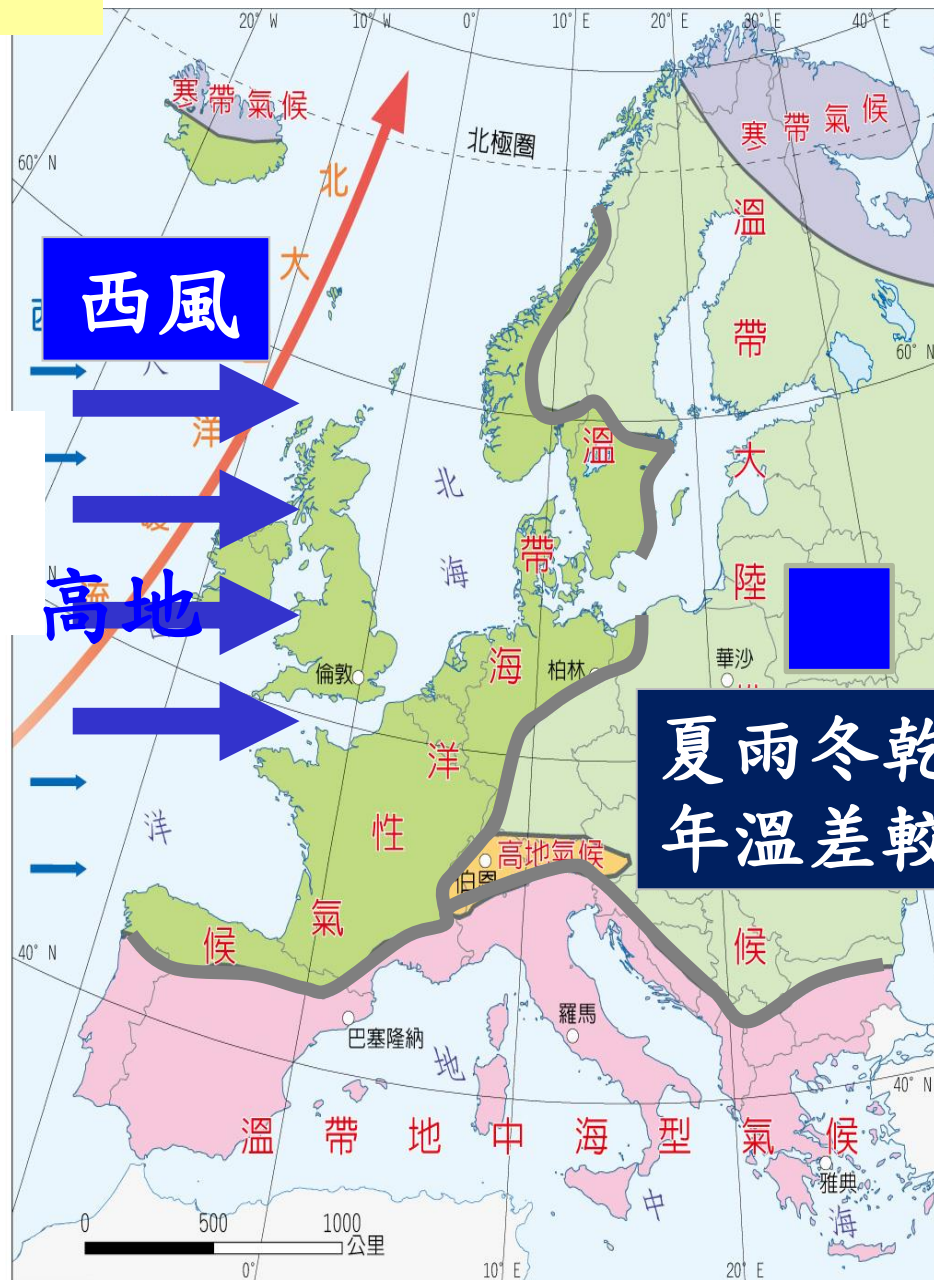 20° W
10° W
0°
10° E
20° E
30° E
40° E
寒帶氣候
北極圈
寒帶氣候
60° N
北大
洋
西風
60° N
北海
高地
倫敦
柏林
華沙
溫帶海洋性氣候
溫帶大陸
候
夏雨冬乾
年溫差較
洋
高地氣候
伯恩
40° N
巴塞隆納
羅馬
地中海
40° N
溫帶地中海型氣候
雅典
0
500
1000
公里
0°
10° E
20° E